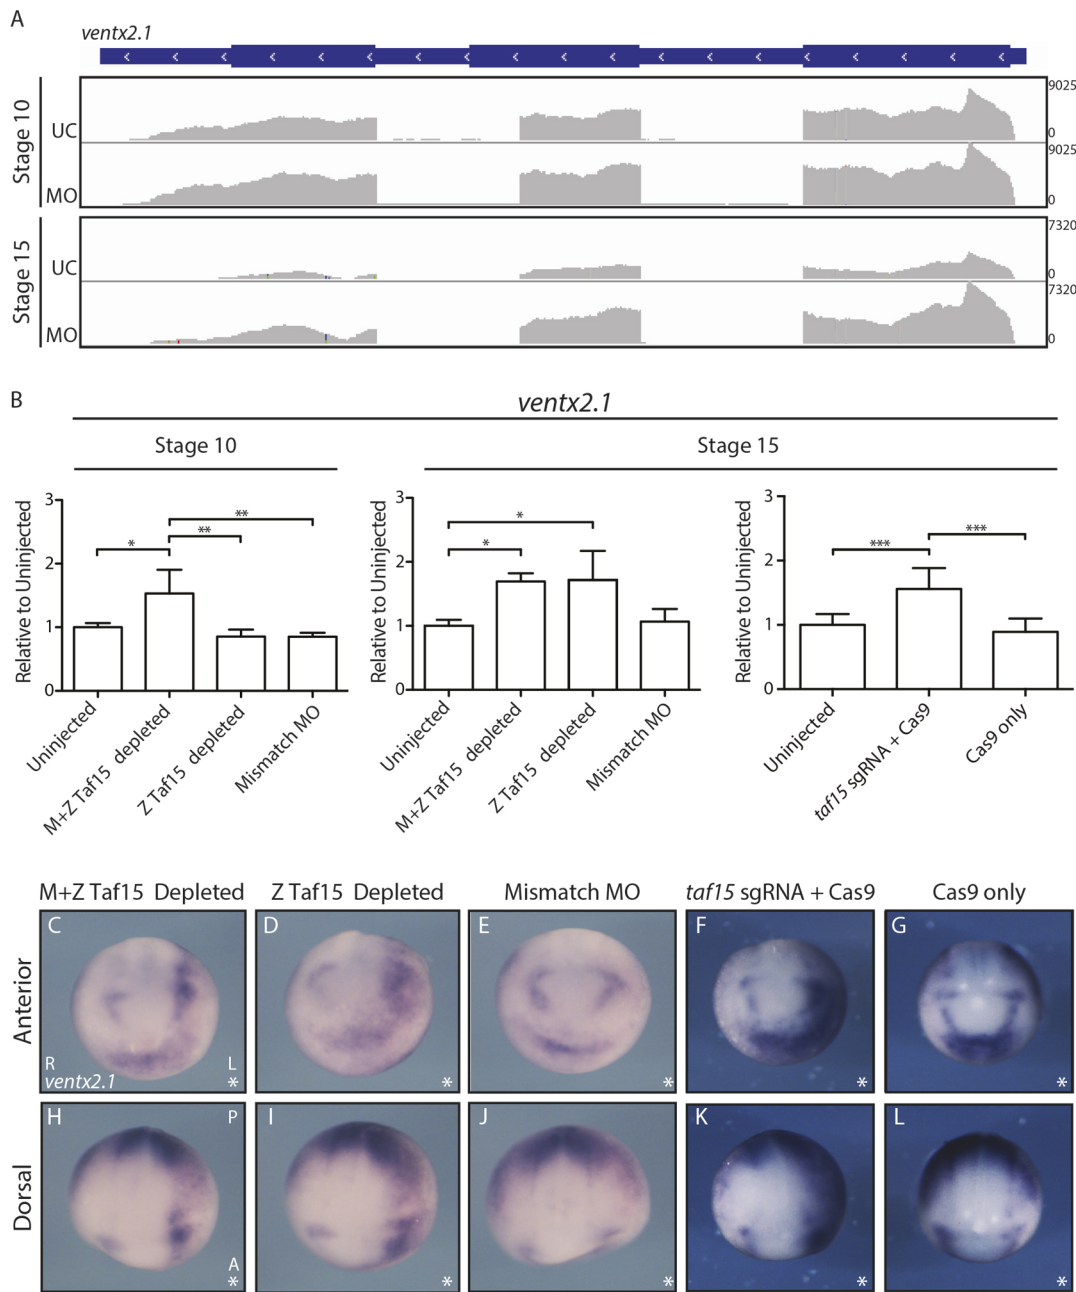 A
ventx2.1
Stage 10
UC
9025
0
MO
9025
0
Stage 15
UC
7320
0
MO
7320
0
B
ventx2.1
Stage 10
Stage 15
Relative to Uninjected
3
2
1
0
*
**
**
Uninjected
M+Z Taf15 depleted
Z Taf15 depleted
Mismatch MO
Relative to Uninjected
3
2
1
0
*
*
Uninjected
M+Z Taf15 depleted
Z Taf15 depleted
Mismatch MO
Relative to Uninjected
3
2
1
0
***
***
Uninjected
taf15 sgRNA + Cas9
Cas9 only
M+Z Taf15 Depleted
Z Taf15 Depleted
Mismatch MO
taf15 sgRNA + Cas9
Cas9 only
Anterior
C
R
L
ventx2.1
*
D
*
E
*
F
*
G
*
Dorsal
H
P
A
*
I
*
J
*
K
*
L
*